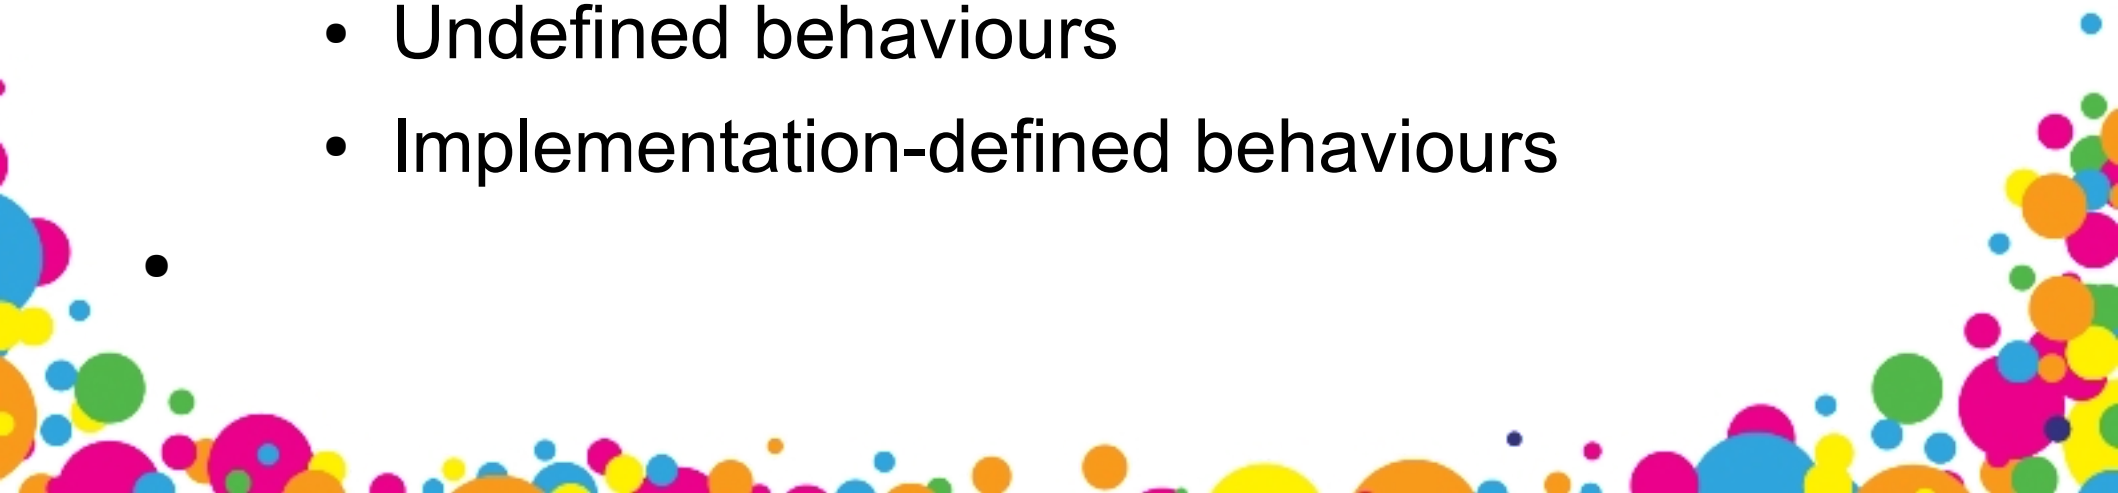 • Undefined behaviours
• Implementation-defined behaviours
•